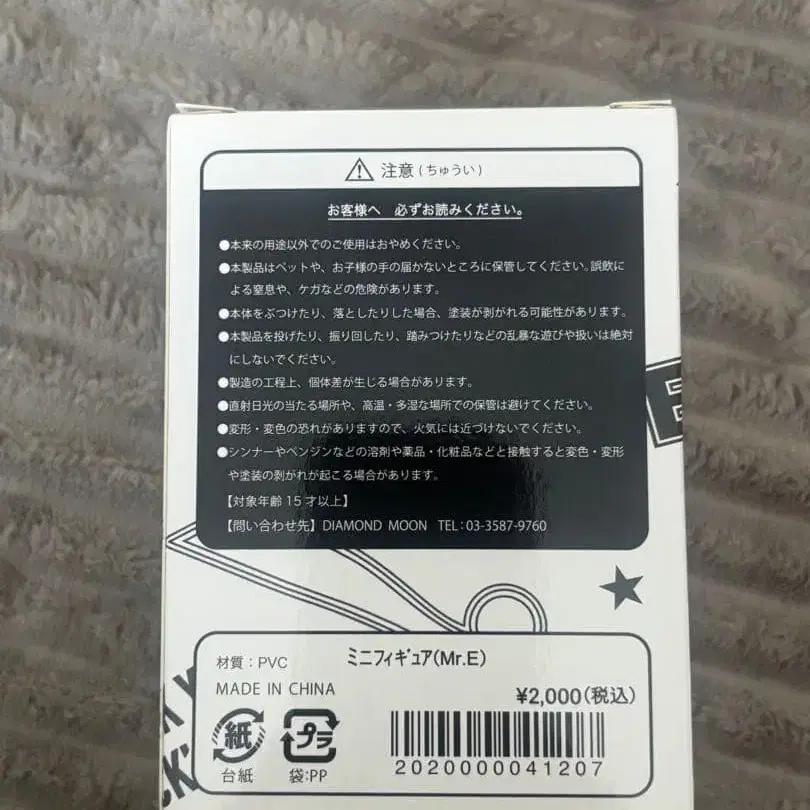 注意(ちゅうい)
お客様へ 必ずお読みください。
●本来の用途以外でのご使用はおやめください。
●本製品はペットや、お子様の手の届かないところに保管してください。誤飲に
よる窒息や、ケガなどの危険があります。
●本体をぶつけたり、落としたりした場合、塗装が剥がれる可能性があります。
●本製品を投げたり、振り回したり、踏みつけたりなどの乱暴な遊びや扱いは絶対
にしないでください。
●製造の工程上、個体差が生じる場合があります。
●直射日光の当たる場所や、高温・多湿な場所での保管は避けてください。
●変形・変色の恐れがありますので、火気には近づけないでください。
●シンナーやベンジンなどの溶剤や薬品・化粧品などと接触すると変色・変形
や塗装の剥がれが起こる場合があります。
【対象年齢15才以上】
【問い合わせ先】DIAMOND MOON TEL:03-3587-9760
材質:PVC
ミニフィギュア(Mr.E)
MADE IN CHINA
¥2,000(税込)
紙
プラ
台紙
袋:PP
2020000041207